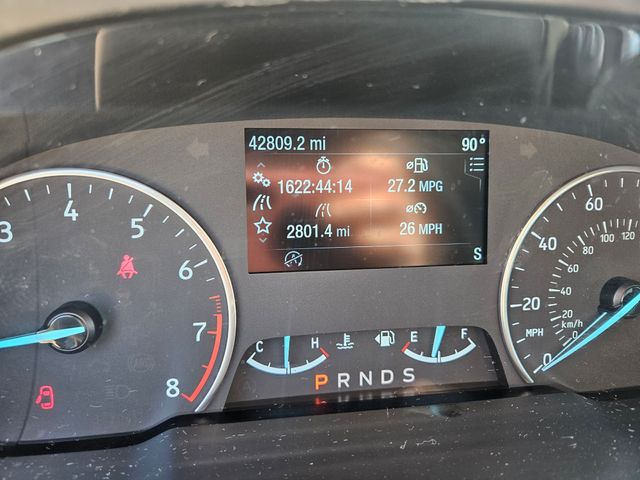 42809.2 mi 90°
1622:44:14 ⌀ 27.2 MPG
2801.4 mi ⌀ 26 MPH
S
3 4 5 6 7 8
C H E F
P R N D S
0 20 40 60
MPH
0 20 40 60 80 100 120
km/h